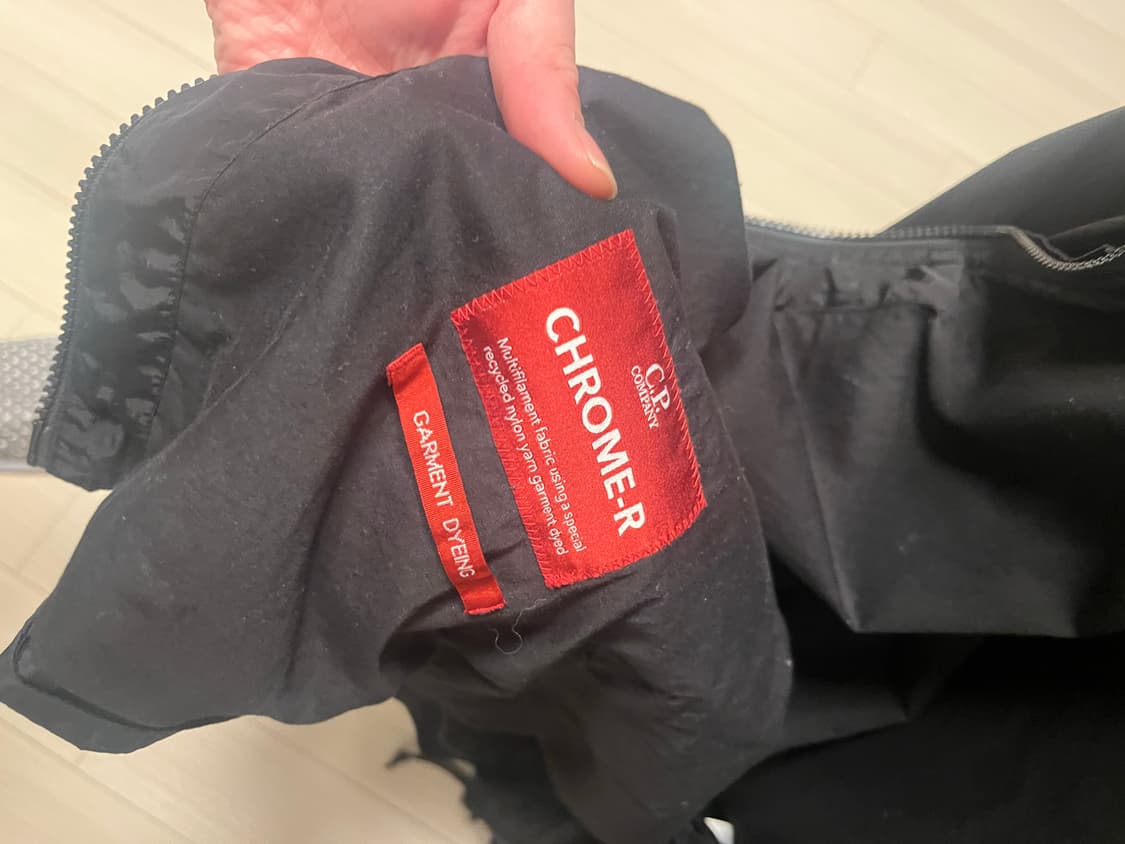 C.P.
COMPANY
CHROME-R
Multifilament fabric using a special
recycled nylon yarn garment dyed
GARMENT DYEING